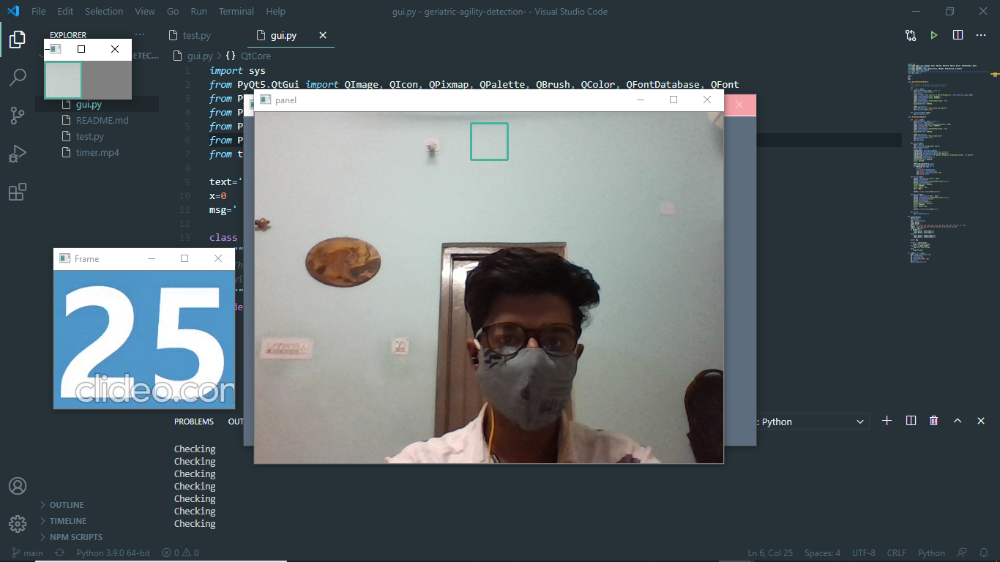 File Edit Selection View Go Run Terminal Help
gui.py - geriatric-agility-detection- - Visual Studio Code
EXPLORER
ETEC...
gui.py
README.md
test.py
timer.mp4
test.py
gui.py
gui.py > {} QtCore
1 import sys
2 from PyQt5.QtGui import QImage, QIcon, QPixmap, QPalette, QBrush, QColor, QFontDatabase, QFont
3 from P
4 from P
5 from P
6 from P
7 from t
8
9 text='
10 x=0
11 msg='
12
13 class
panel
Frame
25
clideo.com
PROBLEMS
OUT
: Python
Checking
Checking
Checking
Checking
Checking
Checking
Checking
OUTLINE
TIMELINE
NPM SCRIPTS
main
Python 3.9.0 64-bit
0
0
Ln 6, Col 25
Spaces: 4
UTF-8
CRLF
Python